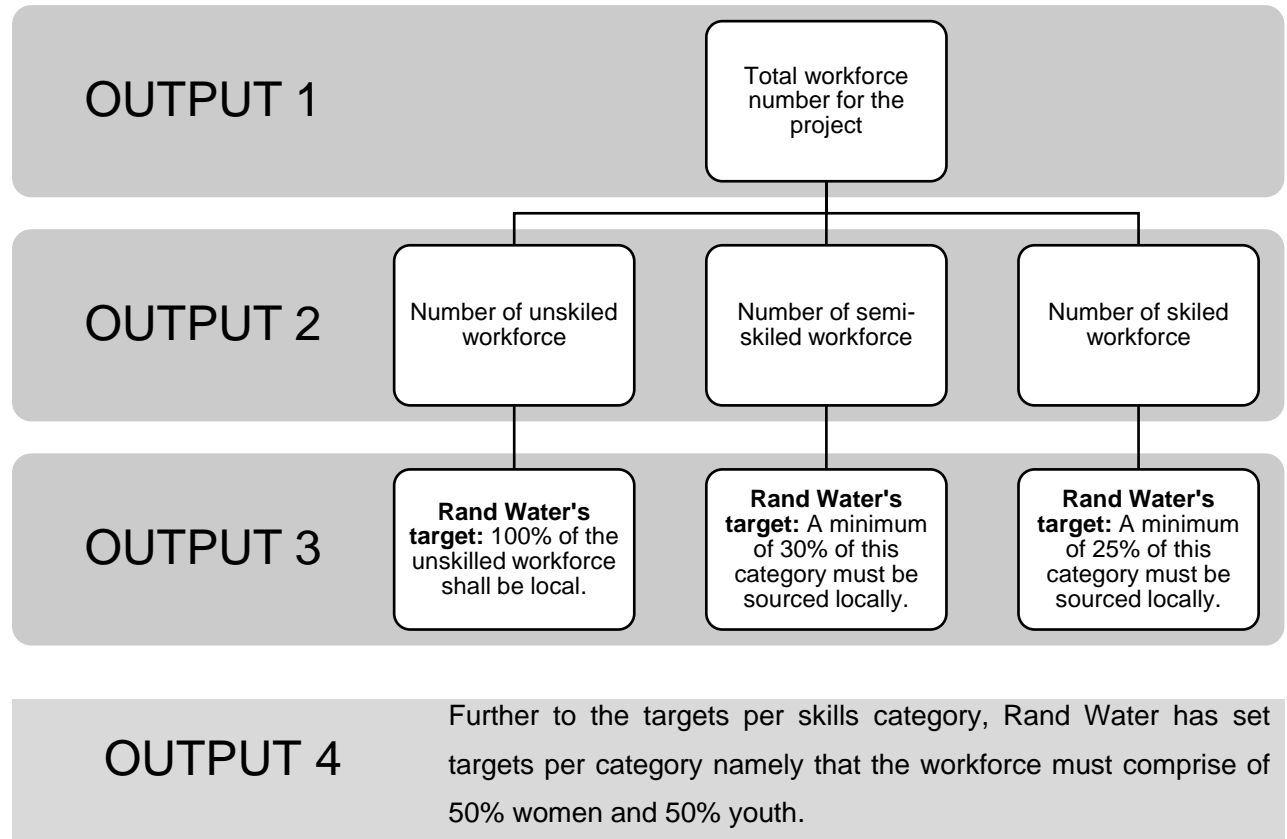 OUTPUT 1
Total workforce
number for the
project
OUTPUT 2
Number of unskiled
workforce
Number of semi-
skiled workforce
Number of skiled
workforce
OUTPUT 3
Rand Water's
target: 100% of the
unskilled workforce
shall be local.
Rand Water's
target: A minimum
of 30% of this
category must be
sourced locally.
Rand Water's
target: A minimum
of 25% of this
category must be
sourced locally.
OUTPUT 4
Further to the targets per skills category, Rand Water has set
targets per category namely that the workforce must comprise of
50% women and 50% youth.